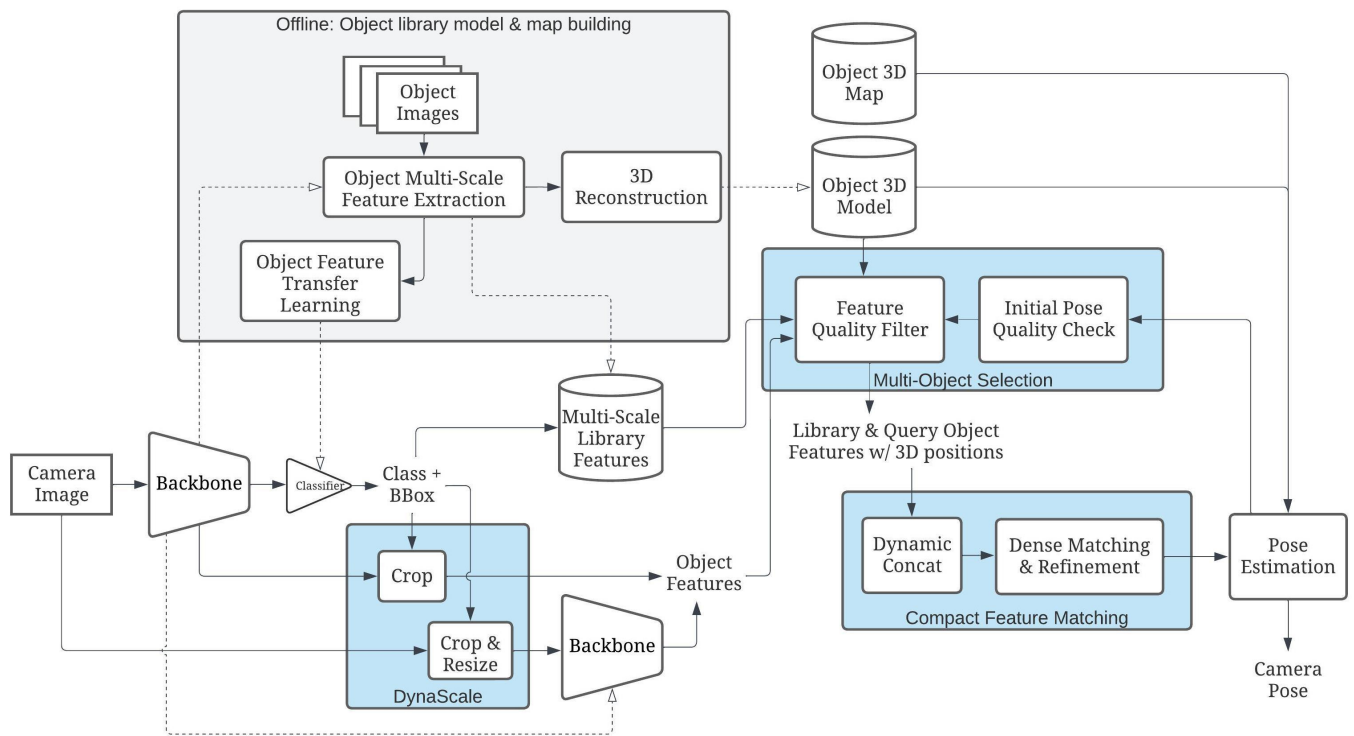 Offline: Object library model & map building
Object
Images
Object Multi-Scale
Feature Extraction
3D
Reconstruction
Object Feature
Transfer
Learning
Object 3D
Map
Object 3D
Model
Feature
Quality Filter
Initial Pose
Quality Check
Multi-Object Selection
Multi-Scale
Library
Features
Library & Query Object
Features w/ 3D positions
Camera
Image
Backbone
Classifier
Class +
BBox
Crop
Crop &
Resize
DynaScale
Backbone
Object
Features
Dynamic
Concat
Dense Matching
& Refinement
Compact Feature Matching
Pose
Estimation
Camera
Pose